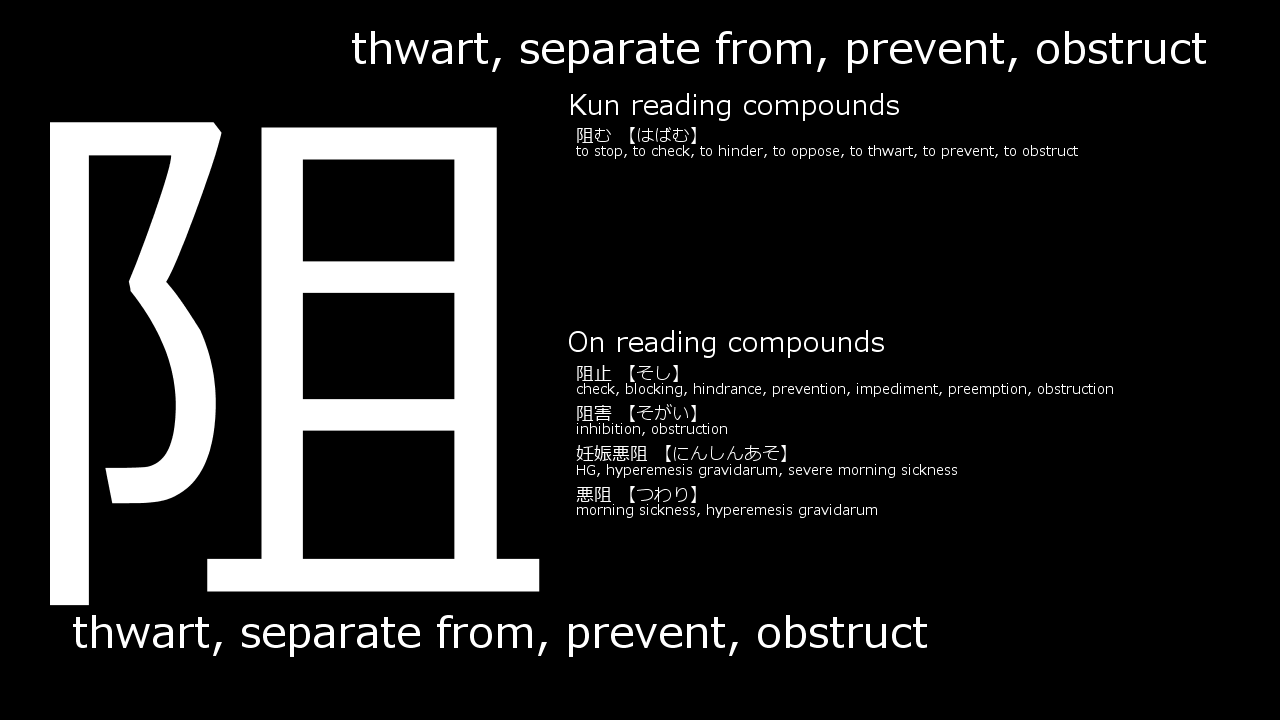 thwart, separate from, prevent, obstruct
阻
Kun reading compounds
阻む 【はばむ】
to stop, to check, to hinder, to oppose, to thwart, to prevent, to obstruct
On reading compounds
阻止 【そし】
check, blocking, hindrance, prevention, impediment, preemption, obstruction
阻害 【そがい】
inhibition, obstruction
妊娠悪阻 【にんしんあそ】
HG, hyperemesis gravidarum, severe morning sickness
悪阻 【つわり】
morning sickness, hyperemesis gravidarum
thwart, separate from, prevent, obstruct